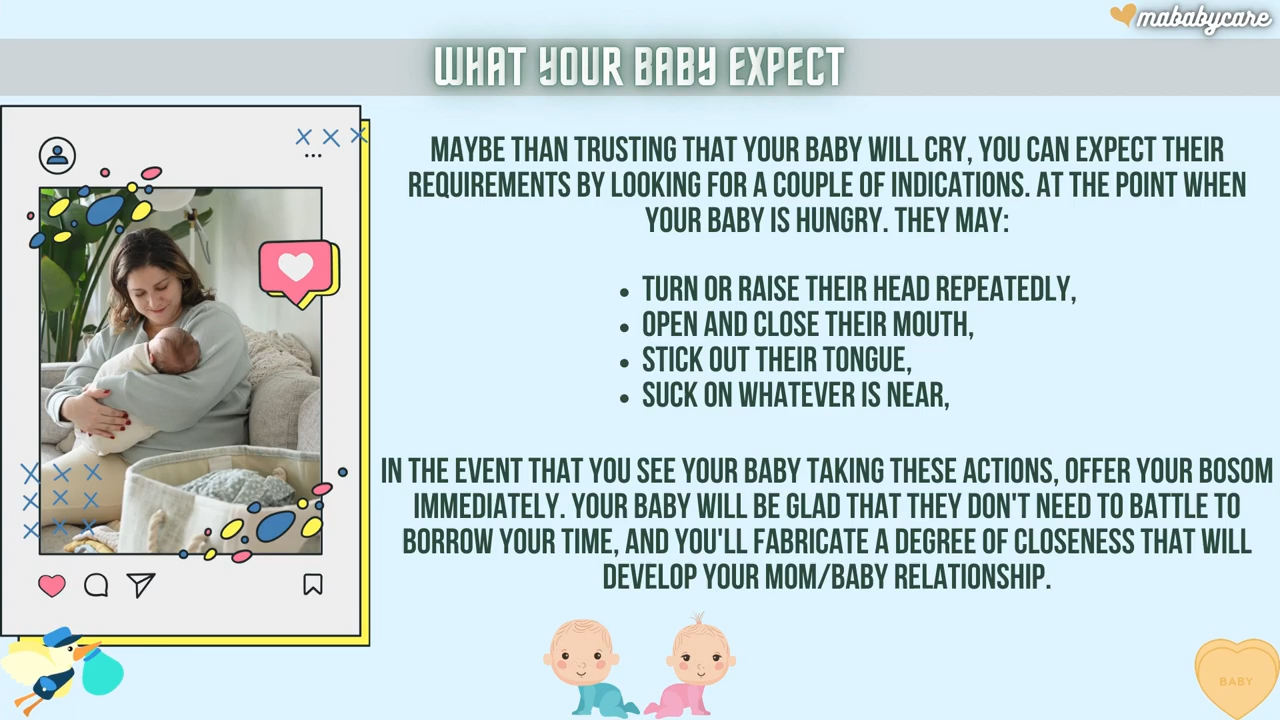 mababycare
WHAT YOUR BABY EXPECT
MAYBE THAN TRUSTING THAT YOUR BABY WILL CRY, YOU CAN EXPECT THEIR
REQUIREMENTS BY LOOKING FOR A COUPLE OF INDICATIONS. AT THE POINT WHEN
YOUR BABY IS HUNGRY. THEY MAY:
• TURN OR RAISE THEIR HEAD REPEATEDLY,
• OPEN AND CLOSE THEIR MOUTH,
• STICK OUT THEIR TONGUE,
• SUCK ON WHATEVER IS NEAR,
IN THE EVENT THAT YOU SEE YOUR BABY TAKING THESE ACTIONS, OFFER YOUR BOSOM
IMMEDIATELY. YOUR BABY WILL BE GLAD THAT THEY DON'T NEED TO BATTLE TO
BORROW YOUR TIME, AND YOU'LL FABRICATE A DEGREE OF CLOSENESS THAT WILL
DEVELOP YOUR MOM/BABY RELATIONSHIP.
BABY